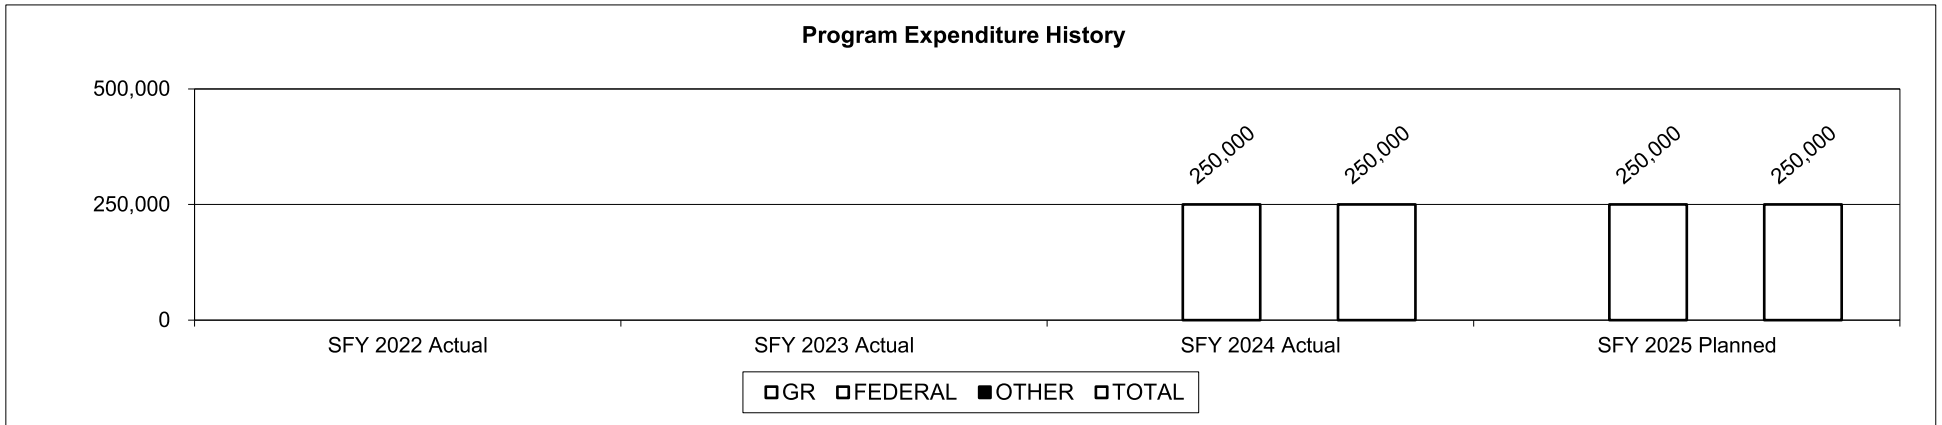 Program Expenditure History
500,000
250,000
0
250,000
250,000
250,000
250,000
SFY 2022 Actual
SFY 2023 Actual
SFY 2024 Actual
SFY 2025 Planned
GR FEDERAL OTHER TOTAL